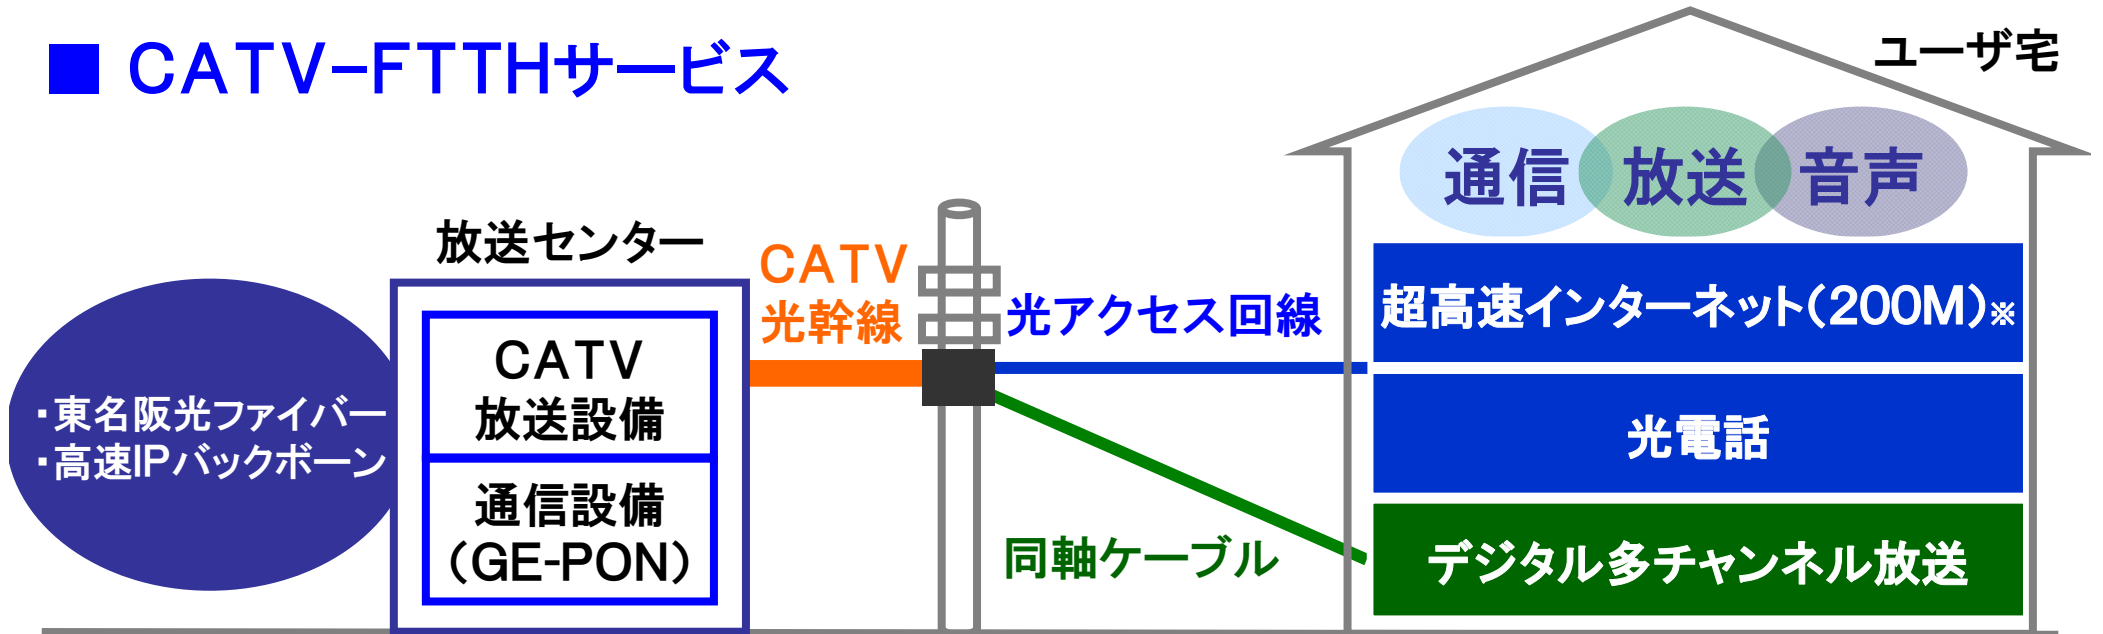 ■ CATV−FTTHサービス
ユーザ宅
通信 放送 音声
放送センター
CATV
光幹線
光アクセス回線
超高速インターネット(200M)※
CATV
放送設備
・東名阪光ファイバー
・高速IPバックボーン
光電話
通信設備
(GE-PON)
同軸ケーブル
デジタル多チャンネル放送